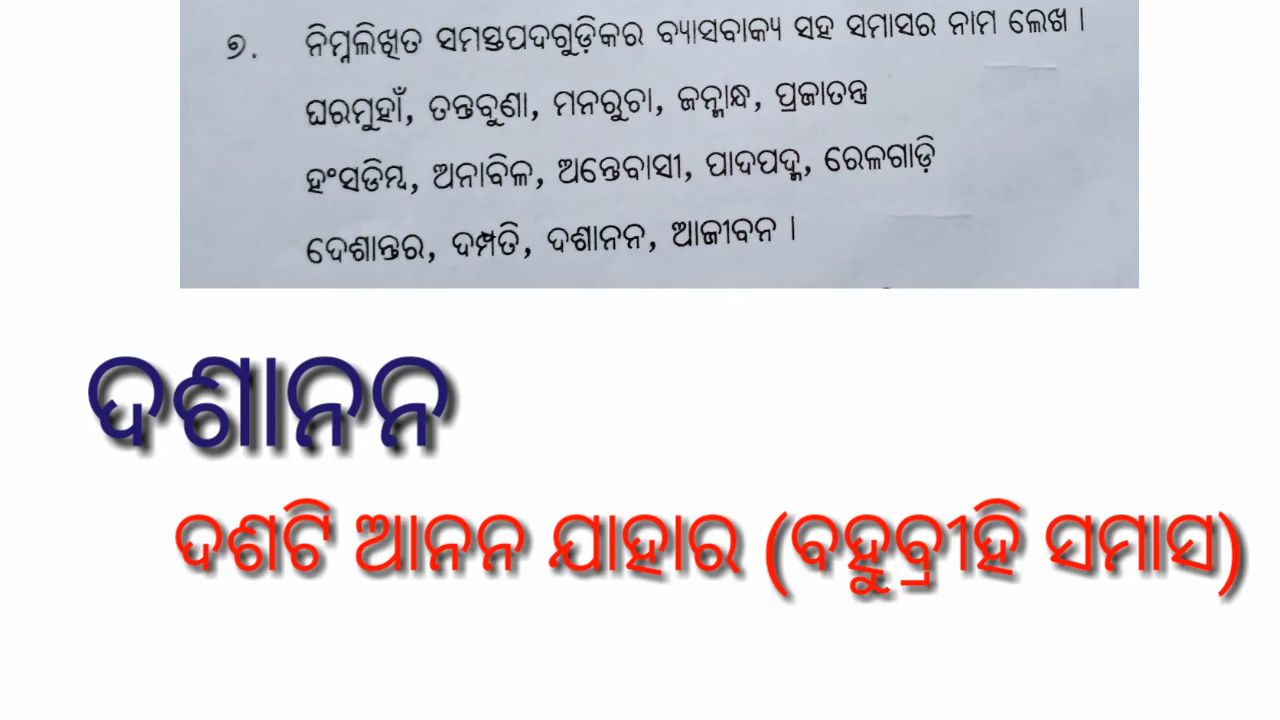 ୭. ନିମ୍ନଲିଖିତ ସମସ୍ତପଦଗୁଡ଼ିକର ବ୍ୟାସବାକ୍ୟ ସହ ସମାସର ନାମ ଲେଖ ।
ଘରମୁହାଁ, ତନ୍ତବୁଣା, ମନରୁଚା, ଜନ୍ମାନ୍ଧ, ପ୍ରଜାତନ୍ତ୍ର
ହଂସଡିମ୍ବ, ଅନାବିଳ, ଅନ୍ତେବାସୀ, ପାଦପଦ୍ମ, ରେଳଗାଡ଼ି
ଦେଶାନ୍ତର, ଦମ୍ପତି, ଦଶାନନ, ଆଜୀବନ ।
ଦଶାନନ
ଦଶଟି ଆନନ ଯାହାର (ବହୁବ୍ରୀହି ସମାସ)